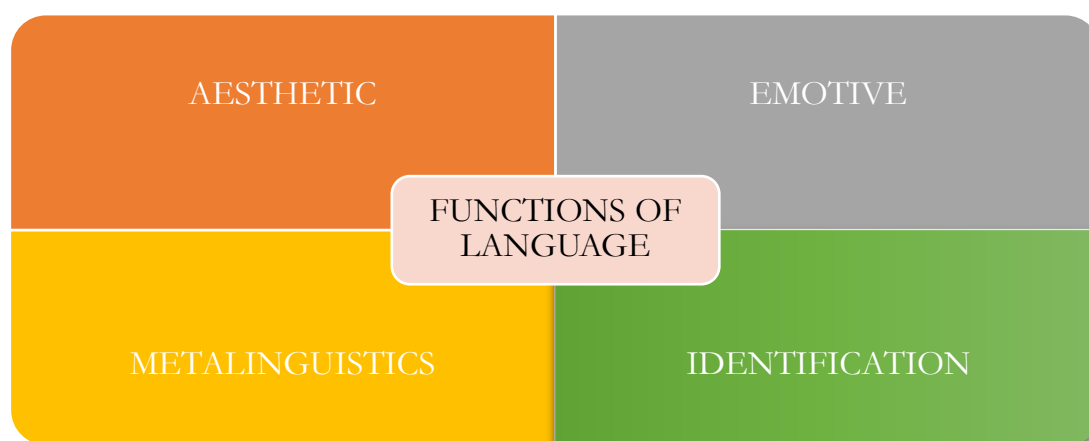 AESTHETIC
EMOTIVE
FUNCTIONS OF
LANGUAGE
METALINGUISTICS
IDENTIFICATION